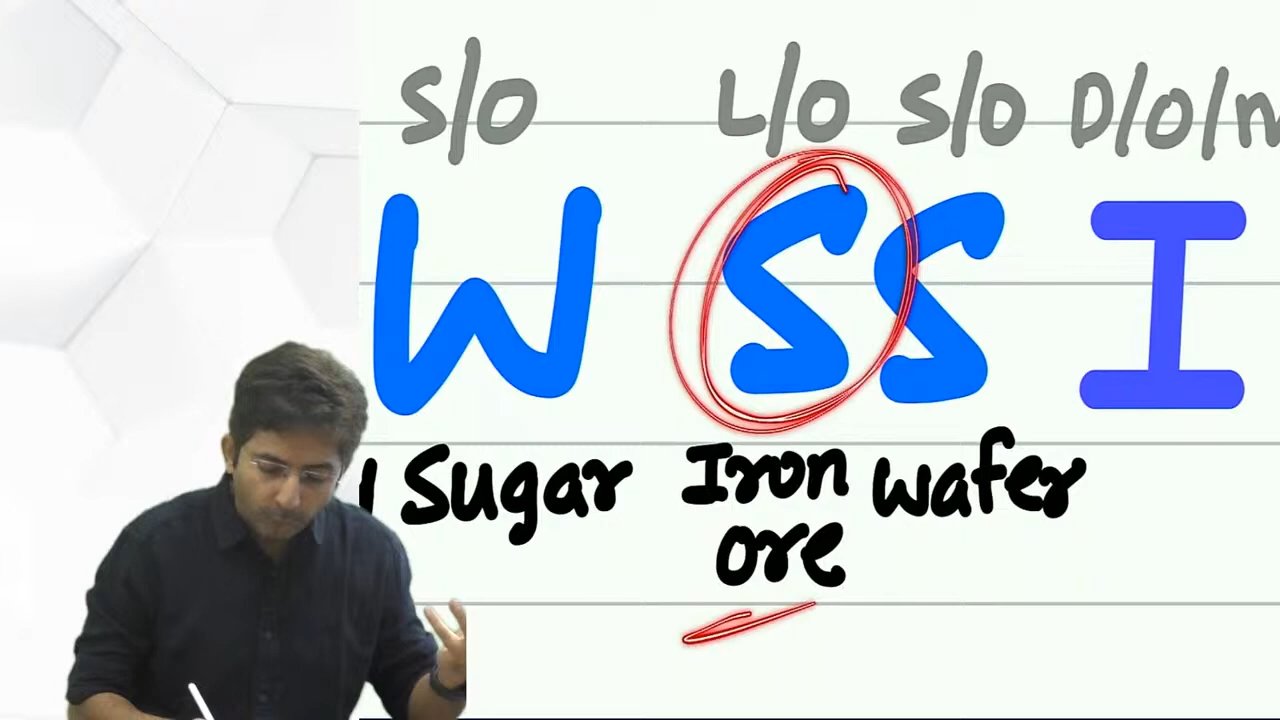 S/O L/O S/O D/O/m
W S S I
Sugar Iron wafer
ore